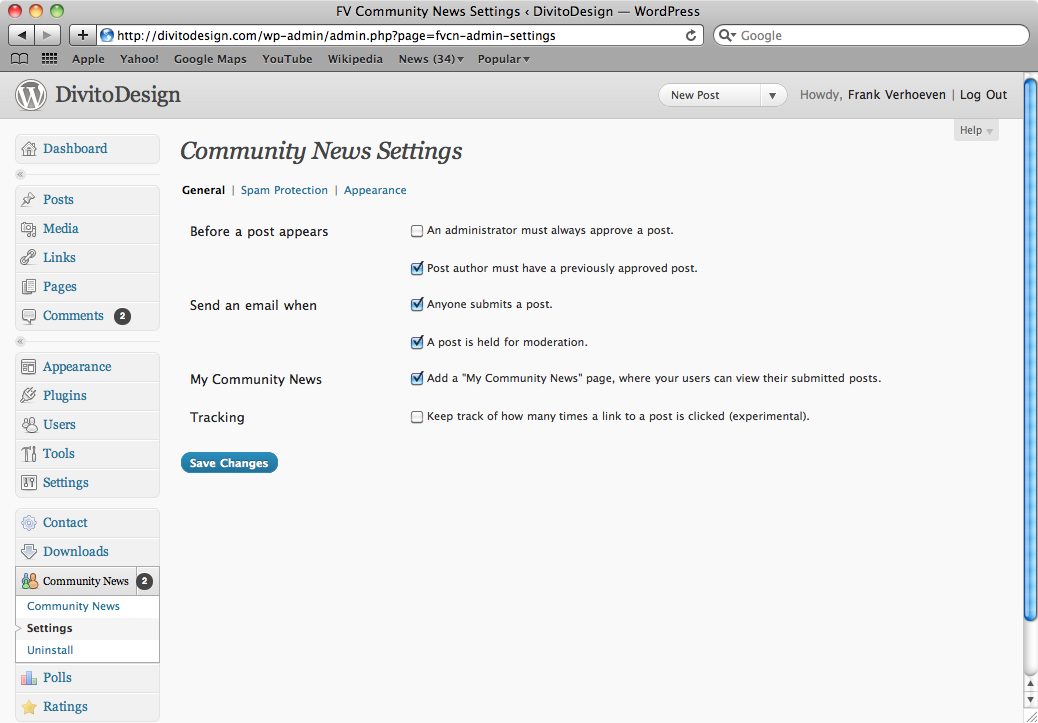 FV Community News Settings ‹ DivitoDesign — WordPress
http://divitodesign.com/wp-admin/admin.php?page=fvcn-admin-settings
Google
Apple Yahoo! Google Maps YouTube Wikipedia News (34)▾ Popular▾
DivitoDesign
New Post
Howdy, Frank Verhoeven | Log Out
Help
Dashboard
Posts
Media
Links
Pages
Comments 2
Appearance
Plugins
Users
Tools
Settings
Contact
Downloads
Community News 2
Community News
Settings
Uninstall
Polls
Ratings
Community News Settings
General | Spam Protection | Appearance
Before a post appears
An administrator must always approve a post.
Post author must have a previously approved post.
Send an email when
Anyone submits a post.
A post is held for moderation.
My Community News
Add a "My Community News" page, where your users can view their submitted posts.
Tracking
Keep track of how many times a link to a post is clicked (experimental).
Save Changes